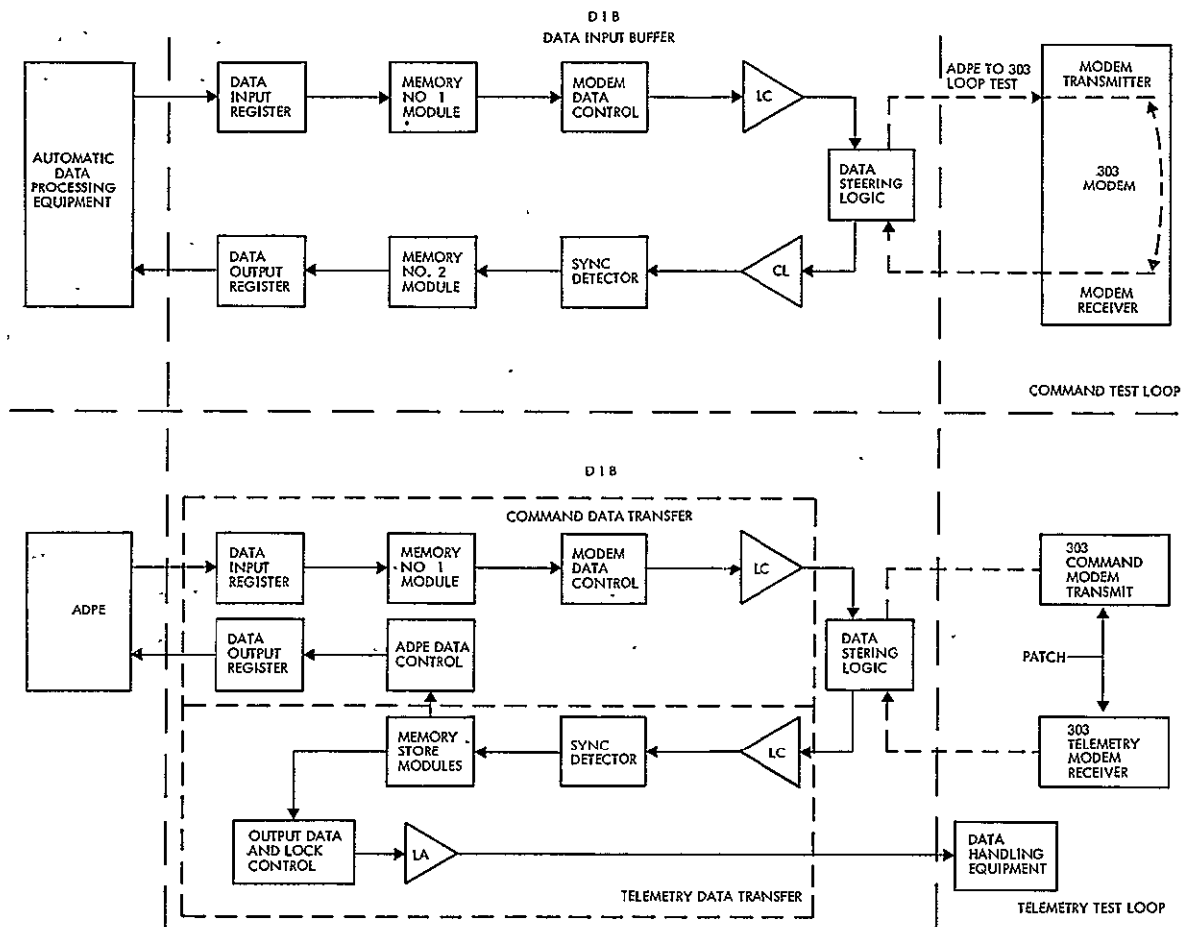 D I B
DATA INPUT BUFFER
AUTOMATIC
DATA
PROCESSING
EQUIPMENT
DATA
INPUT
REGISTER
MEMORY
NO 1
MODULE
MODEM
DATA
CONTROL
LC
DATA
STEERING
LOGIC
ADPE TO 303
LOOP TEST
MODEM
TRANSMITTER
303
MODEM
MODEM
RECEIVER
DATA
OUTPUT
REGISTER
MEMORY
NO. 2
MODULE
SYNC
DETECTOR
CL
COMMAND TEST LOOP
D I B
COMMAND DATA TRANSFER
ADPE
DATA
INPUT
REGISTER
MEMORY
NO 1
MODULE
MODEM
DATA
CONTROL
LC
DATA
STERING
LOGIC
303
COMMAND
MODEM
TRANSMIT
PATCH
303
TELEMETRY
MODEM
RECEIVER
DATA
OUTPUT
REGISTER
ADPE DATA
CONTROL
MEMORY
STORE
MODULES
SYNC
DETECTOR
LC
OUTPUT DATA
AND LOCK
CONTROL
LA
DATA
HANDLING
EQUIPMENT
TELEMETRY DATA TRANSFER
TELEMETRY TEST LOOP